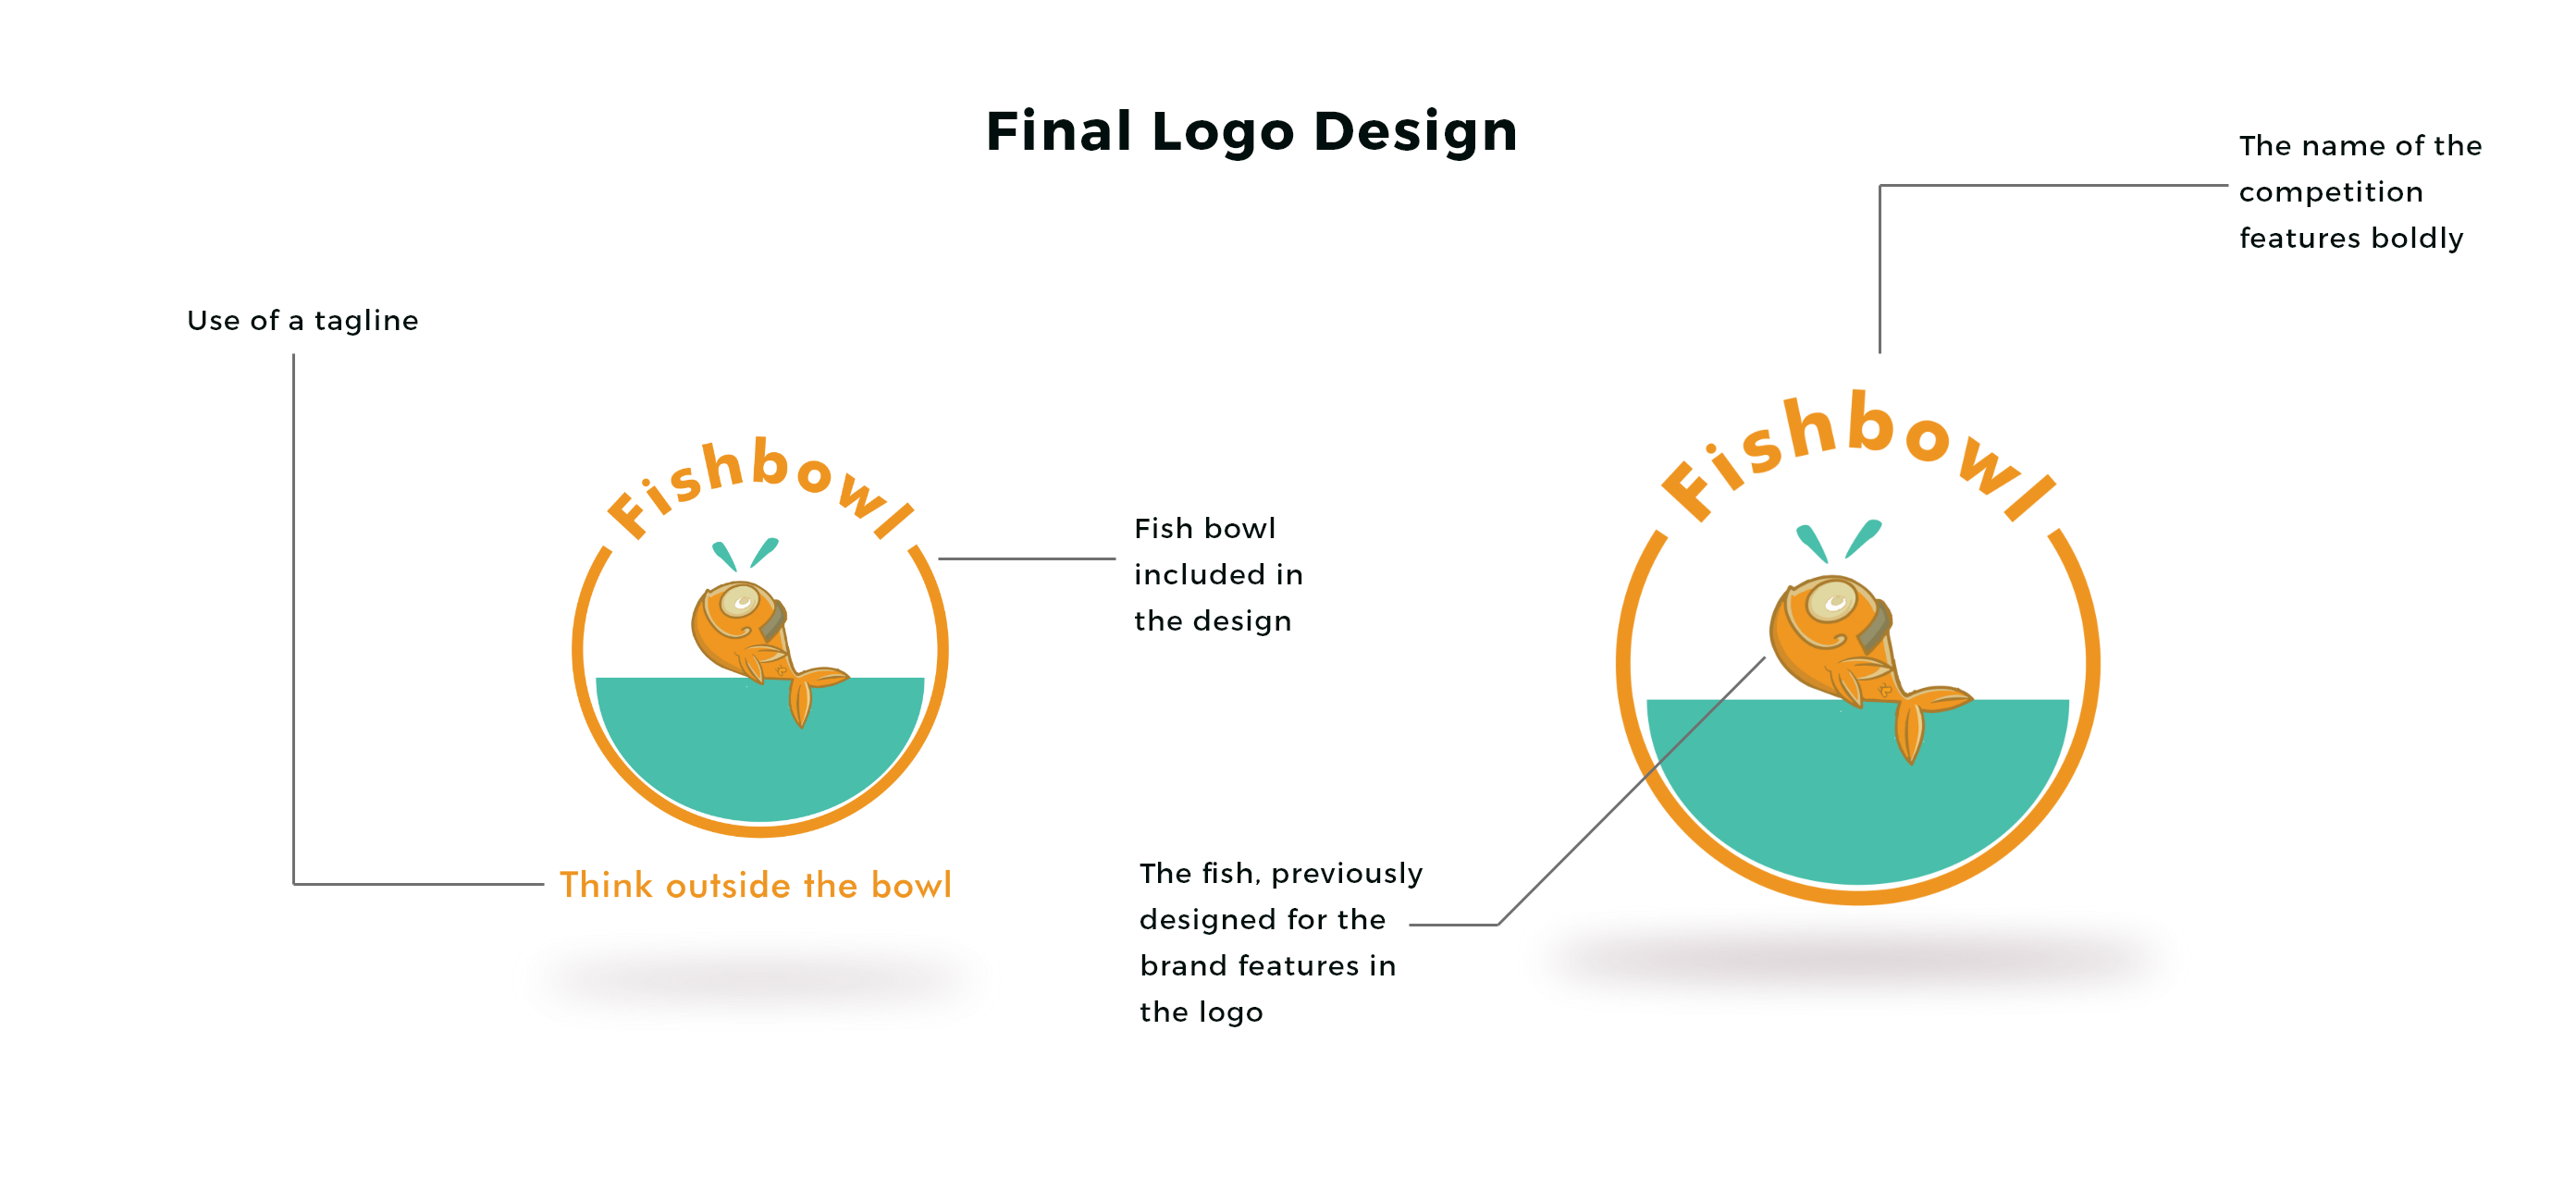 Final Logo Design
The name of the
competition
features boldly
Use of a tagline
Fishbowl
Fishbowl
Fish bowl
included in
the design
Think outside the bowl
The fish, previously
designed for the
brand features in
the logo